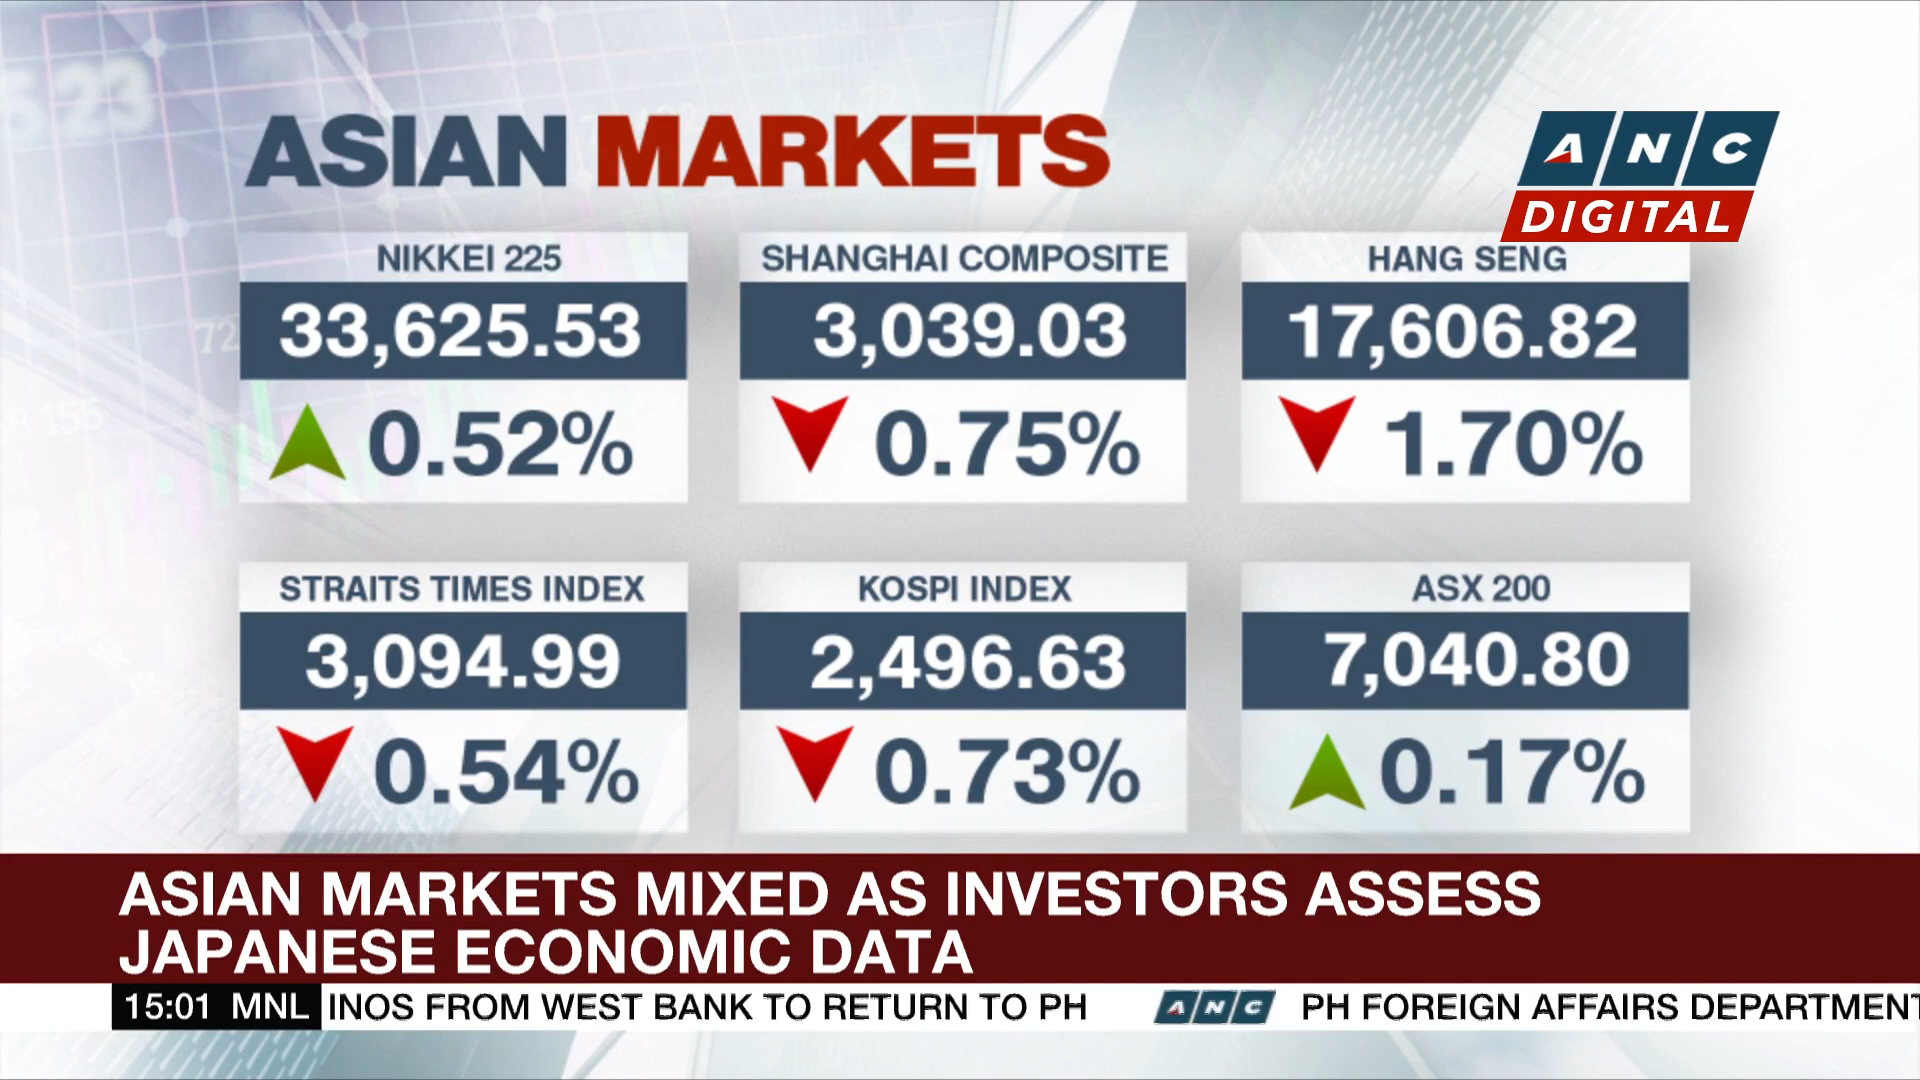 ASIAN MARKETS
ANC
DIGITAL
NIKKEI 225
33,625.53
0.52%
SHANGHAI COMPOSITE
3,039.03
0.75%
HANG SENG
17,606.82
1.70%
STRAITS TIMES INDEX
3,094.99
0.54%
KOSPI INDEX
2,496.63
0.73%
ASX 200
7,040.80
0.17%
ASIAN MARKETS MIXED AS INVESTORS ASSESS
JAPANESE ECONOMIC DATA
15:01 MNL INOS FROM WEST BANK TO RETURN TO PH ANC PH FOREIGN AFFAIRS DEPARTMENT